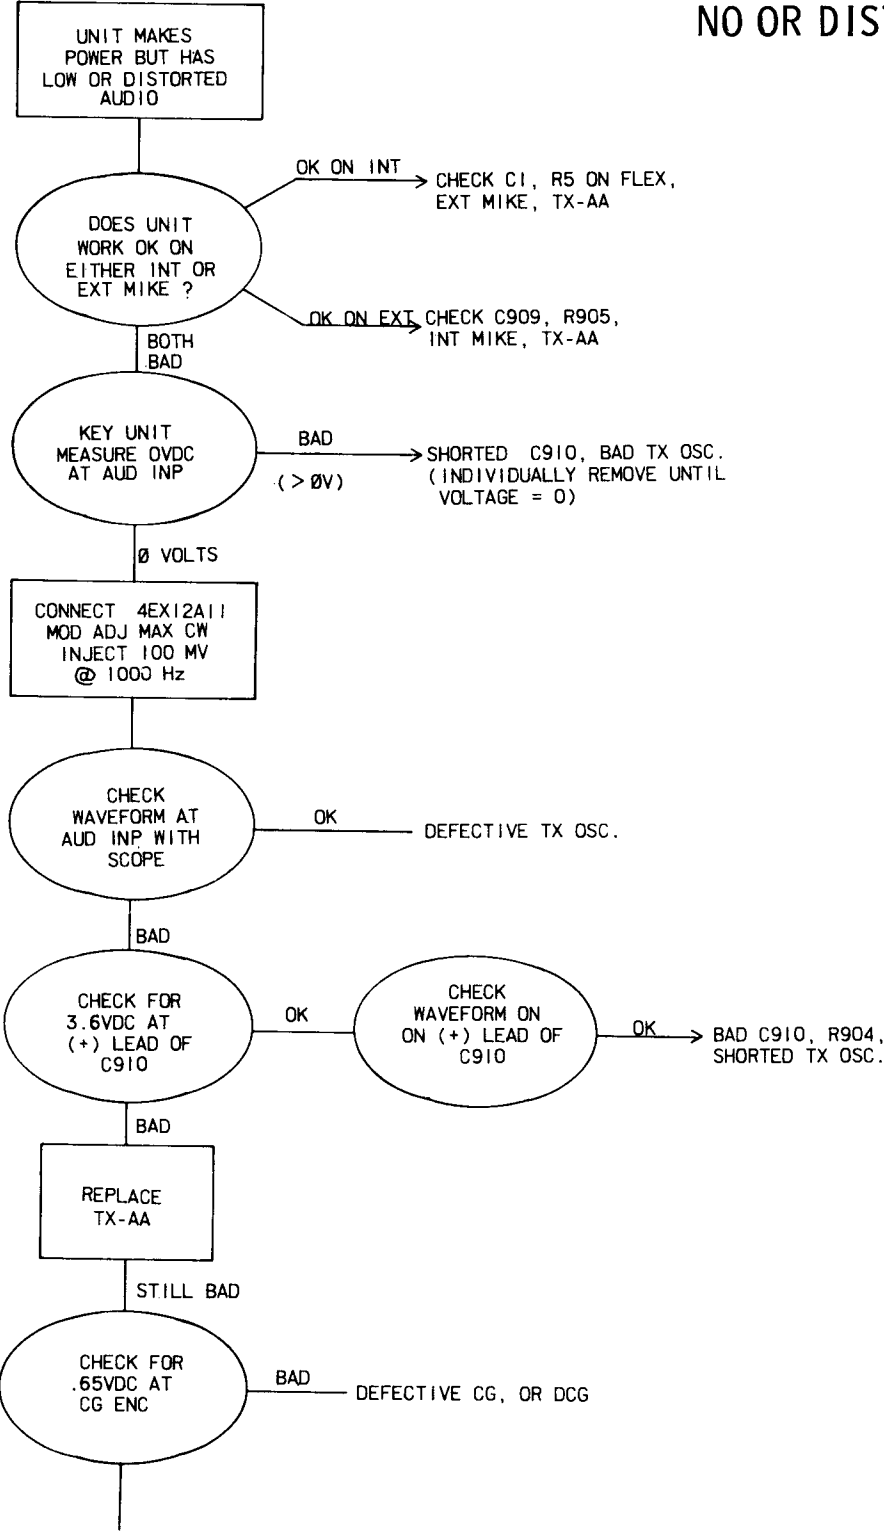 NO OR DIS
UNIT MAKES
POWER BUT HAS
LOW OR DISTORTED
AUDIO
OK ON INT
CHECK C1, R5 ON FLEX,
EXT MIKE, TX-AA
DOES UNIT
WORK OK ON
EITHER INT OR
EXT MIKE ?
OK ON EXT
CHECK C909, R905,
INT MIKE, TX-AA
BOTH
BAD
KEY UNIT
MEASURE OVDC
AT AUD INP
BAD
(>ØV)
SHORTED C910, BAD TX OSC.
(INDIVIDUALLY REMOVE UNTIL
VOLTAGE = 0)
Ø VOLTS
CONNECT 4EX12A11
MOD ADJ MAX CW
INJECT 100 MV
@ 1000 Hz
CHECK
WAVEFORM AT
AUD INP WITH
SCOPE
OK
DEFECTIVE TX OSC.
BAD
CHECK FOR
3.6VDC AT
(+) LEAD OF
C910
OK
CHECK
WAVEFORM ON
ON (+) LEAD OF
C910
OK
BAD C910, R904,
SHORTED TX OSC.
BAD
REPLACE
TX-AA
STILL BAD
CHECK FOR
.65VDC AT
CG ENC
BAD
DEFECTIVE CG, OR DCG